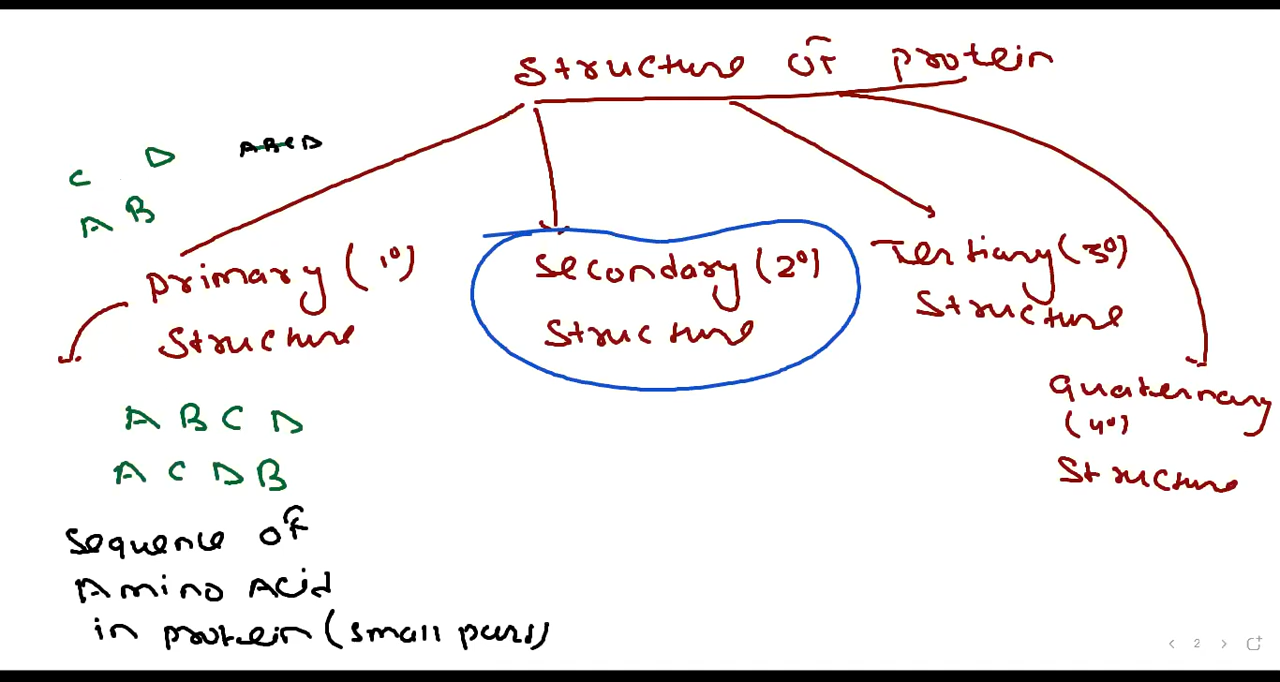 Structure of protein
C D ABCD
A B
Primary (1°)
Structure
Secondary (2°)
Structure
Tertiary (3°)
Structure
Quaternary
(4°)
Structure
A B C D
A C D B
Sequence of
Amino Acid
in protein (small part)
< 2 >